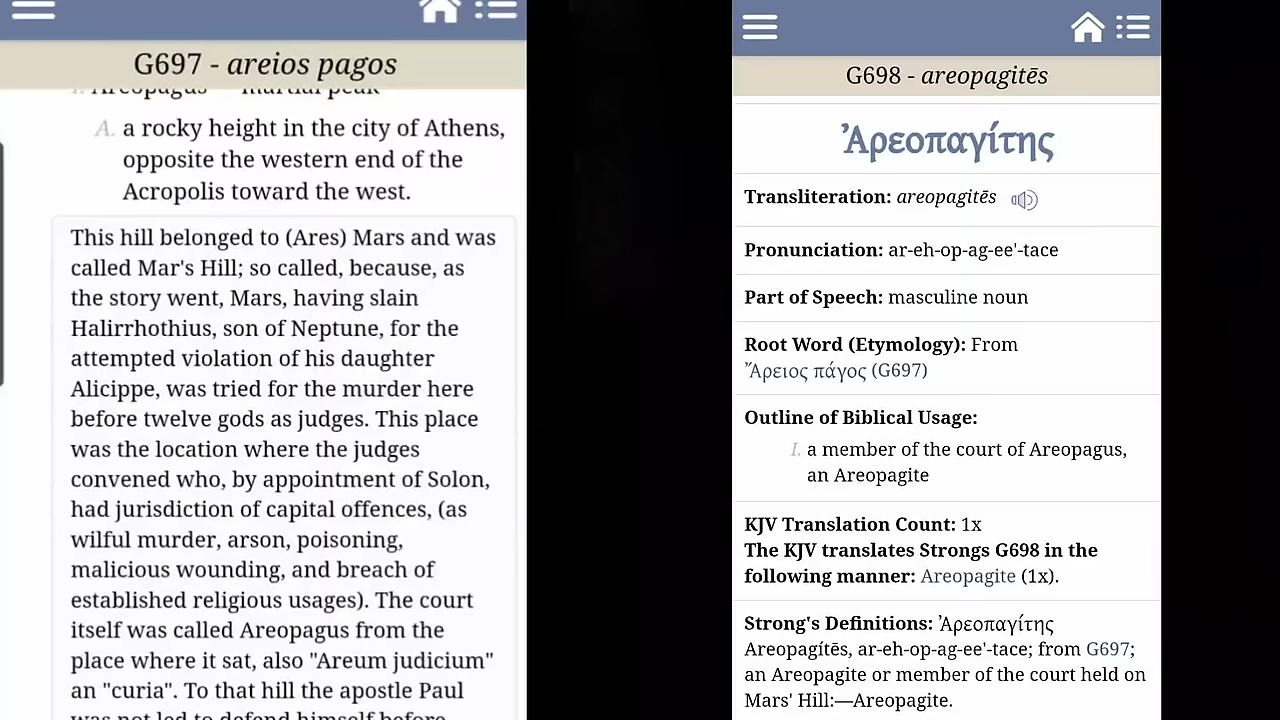 G697 - areios pagos
I. Areopagus = "martial peak"
A. a rocky height in the city of Athens,
opposite the western end of the
Acropolis toward the west.
This hill belonged to (Ares) Mars and was
called Mar's Hill; so called, because, as
the story went, Mars, having slain
Halirrhothius, son of Neptune, for the
attempted violation of his daughter
Alicippe, was tried for the murder here
before twelve gods as judges. This place
was the location where the judges
convened who, by appointment of Solon,
had jurisdiction of capital offences, (as
wilful murder, arson, poisoning,
malicious wounding, and breach of
established religious usages). The court
itself was called Areopagus from the
place where it sat, also "Areum judicium"
an "curia". To that hill the apostle Paul
was not led to defend himself before
G698 - areopagitēs
Ἀρεοπαγίτης
Transliteration: areopagitēs
Pronunciation: ar-eh-op-ag-ee'-tace
Part of Speech: masculine noun
Root Word (Etymology): From
Ἄρειος πάγος (G697)
Outline of Biblical Usage:
I. a member of the court of Areopagus,
an Areopagite
KJV Translation Count: 1x
The KJV translates Strongs G698 in the
following manner: Areopagite (1x).
Strong's Definitions: Ἀρεοπαγίτης
Areopagítēs, ar-eh-op-ag-ee'-tace; from G697;
an Areopagite or member of the court held on
Mars' Hill:—Areopagite.